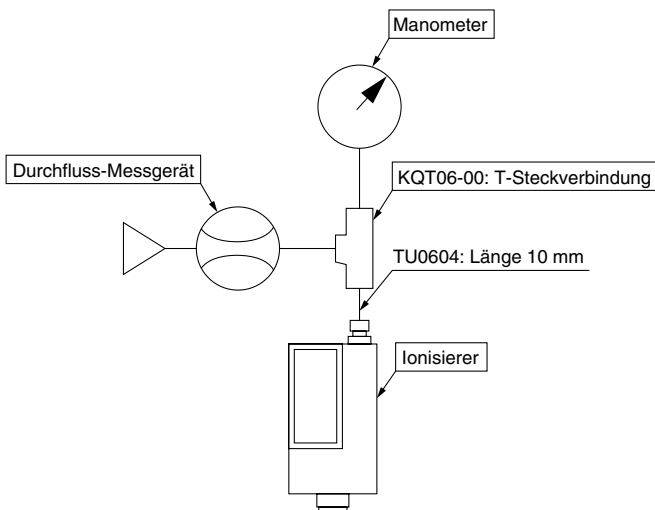 Manometer
Durchfluss-Messgerät
KQT06-00: T-Steckverbindung
TU0604: Länge 10 mm
Ionisierer